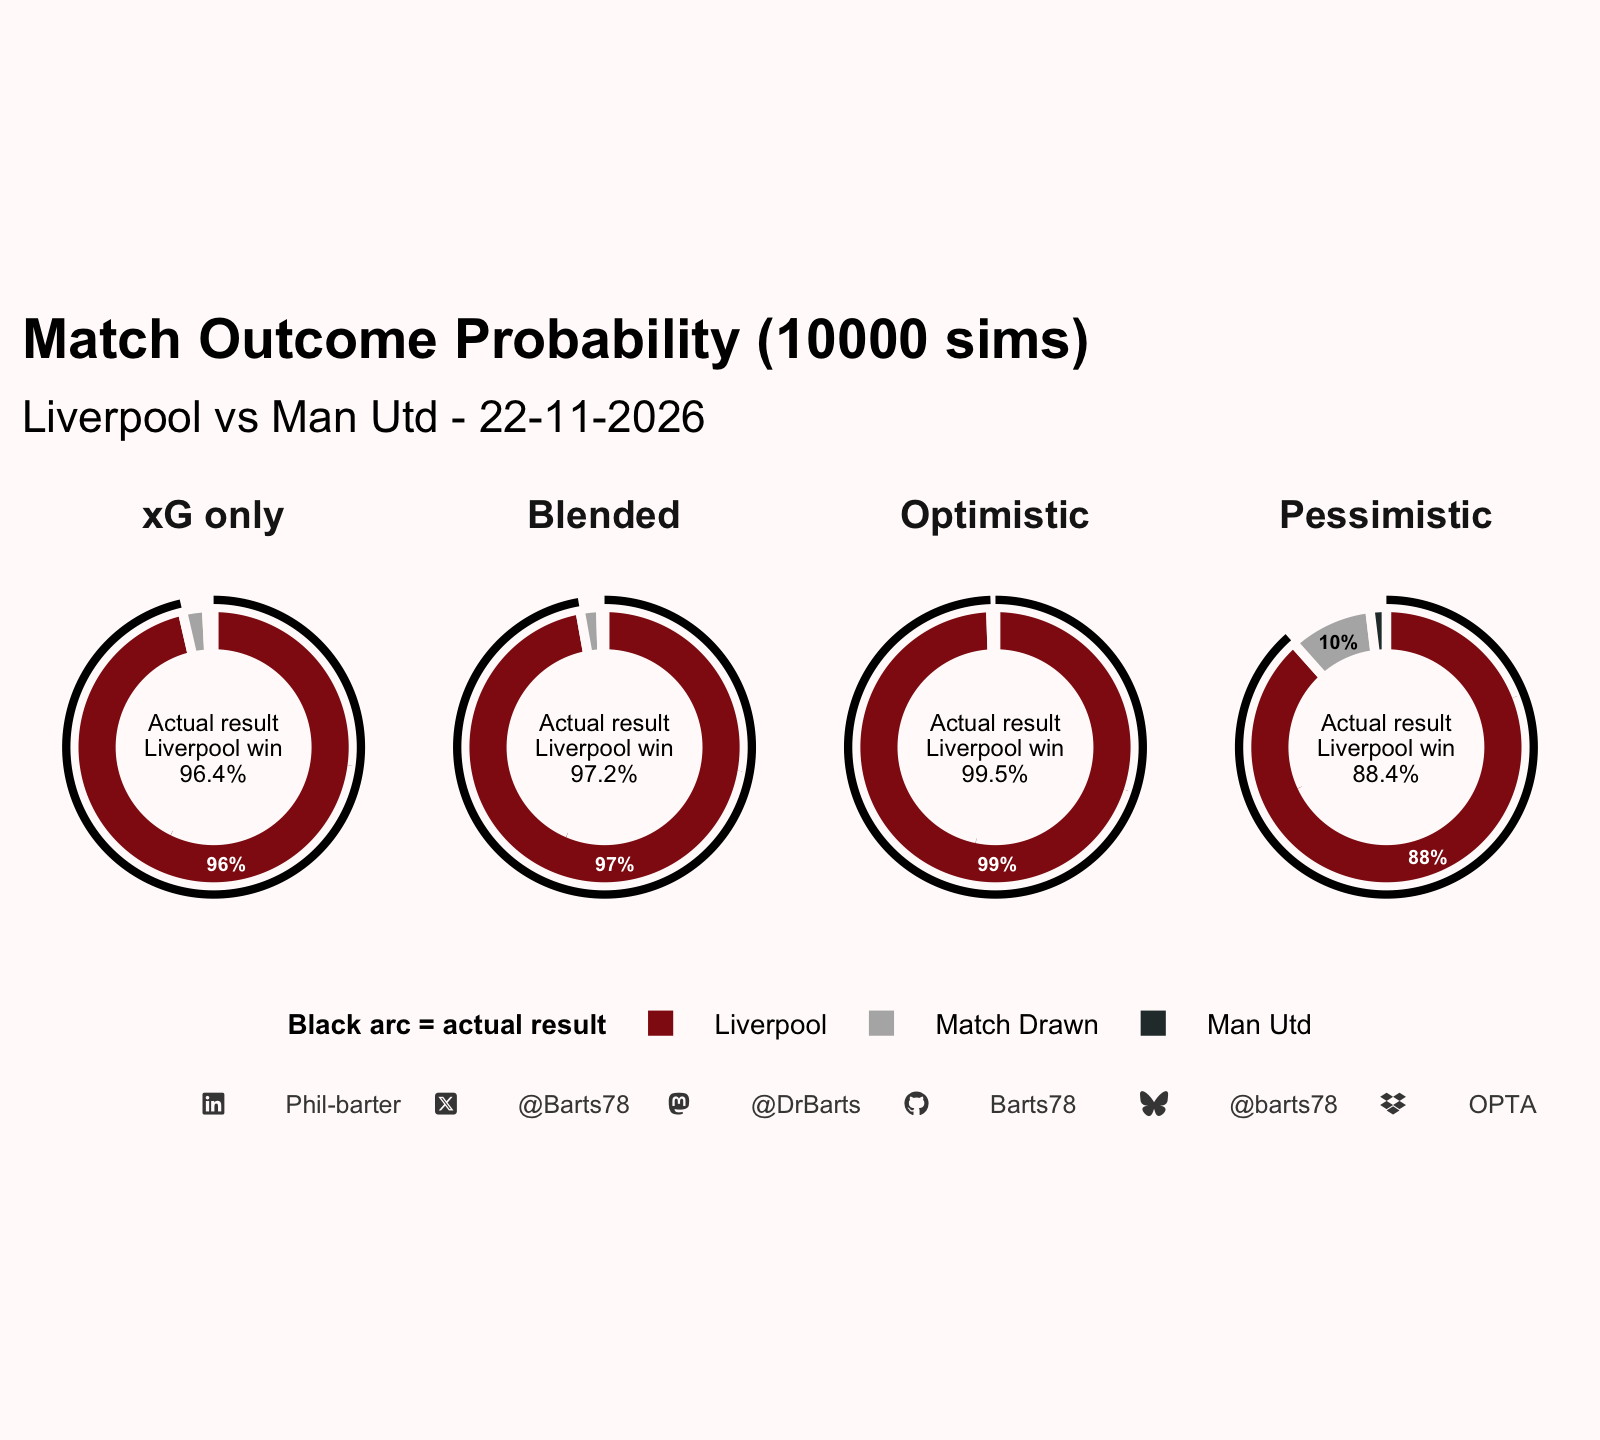 Match Outcome Probability (10000 sims)
Liverpool vs Man Utd - 22-11-2026
xG only
Blended
Optimistic
Pessimistic
Actual result
Liverpool win
96.4%
96%
Actual result
Liverpool win
97.2%
97%
Actual result
Liverpool win
99.5%
99%
10%
Actual result
Liverpool win
88.4%
88%
Black arc = actual result Liverpool Match Drawn Man Utd
Phil-barter @Barts78 @DrBarts Barts78 @barts78 OPTA